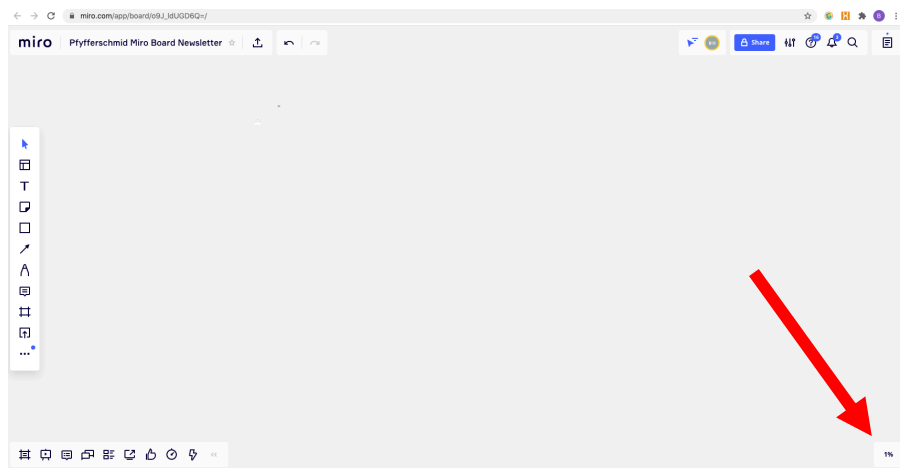 miro.com/app/board/o9J_ldUGD6Q=/
B
miro Pfyfferschmid Miro Board Newsletter
Share
T
1%